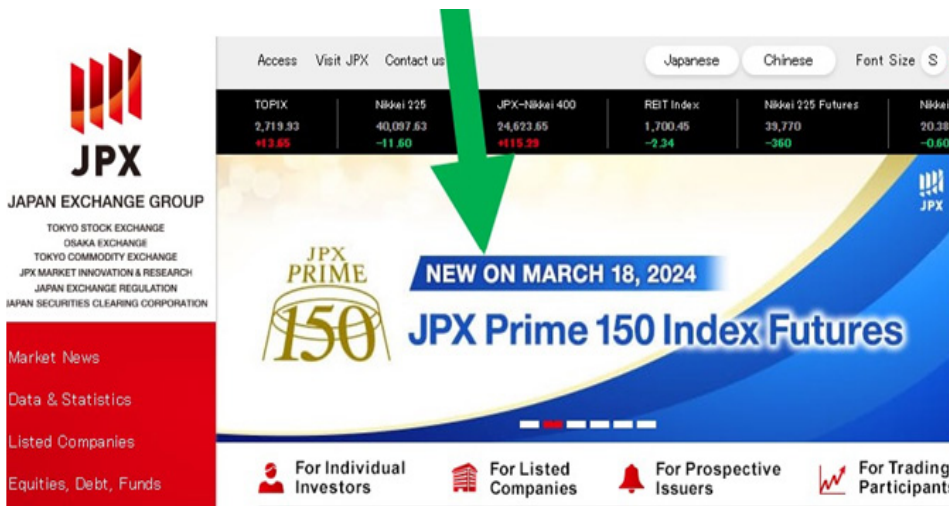 JPX
JAPAN EXCHANGE GROUP
TOKYO STOCK EXCHANGE
OSAKA EXCHANGE
TOKYO COMMODITY EXCHANGE
JPX MARKET INNOVATION & RESEARCH
JAPAN EXCHANGE REGULATION
JAPAN SECURITIES CLEARING CORPORATION
Market News
Data & Statistics
Listed Companies
Equities, Debt, Funds
Access Visit JPX Contact us
Japanese Chinese Font Size S
TOPIX Nikkei 225 JPX-Nikkei 400 REIT Index Nikkei 225 Futures Nikkei
2,719.93 40,097.63 24,623.65 1,700.45 39,770 20.38
+13.65 -11.60 +115.29 -2.34 -360 -0.60
JPX
JPX
PRIME
150
NEW ON MARCH 18, 2024
JPX Prime 150 Index Futures
For Individual
Investors
For Listed
Companies
For Prospective
Issuers
For Trading
Participants